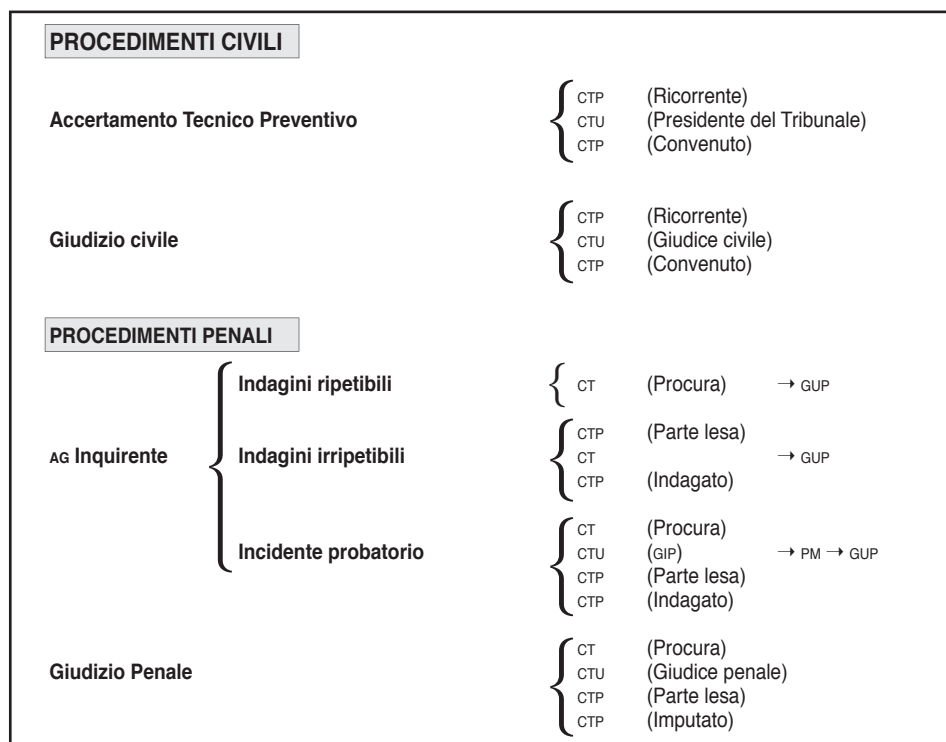 PROCEDIMENTI CIVILI
CTP (Ricorrente)
Accertamento Tecnico Preventivo CTU (Presidente del Tribunale)
CTP (Convenuto)
CTP (Ricorrente)
Giudizio civile CTU (Giudice civile)
CTP (Convenuto)
PROCEDIMENTI PENALI
Indagini ripetibili CT (Procura) → GUP
CTP (Parte lesa)
AG Inquirente Indagini irripetibili CT → GUP
CTP (Indagato)
CT (Procura)
Incidente probatorio CTU (GIP) → PM → GUP
CTP (Parte lesa)
CTP (Indagato)
CT (Procura)
Giudizio Penale CTU (Giudice penale)
CTP (Parte lesa)
CTP (Imputato)